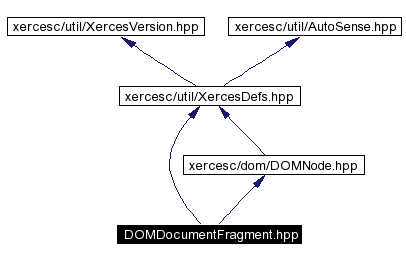 xercesc/util/XercesVersion.hpp
xercesc/util/AutoSense.hpp
xercesc/util/XercesDefs.hpp
xercesc/dom/DOMNode.hpp
DOMDocumentFragment.hpp